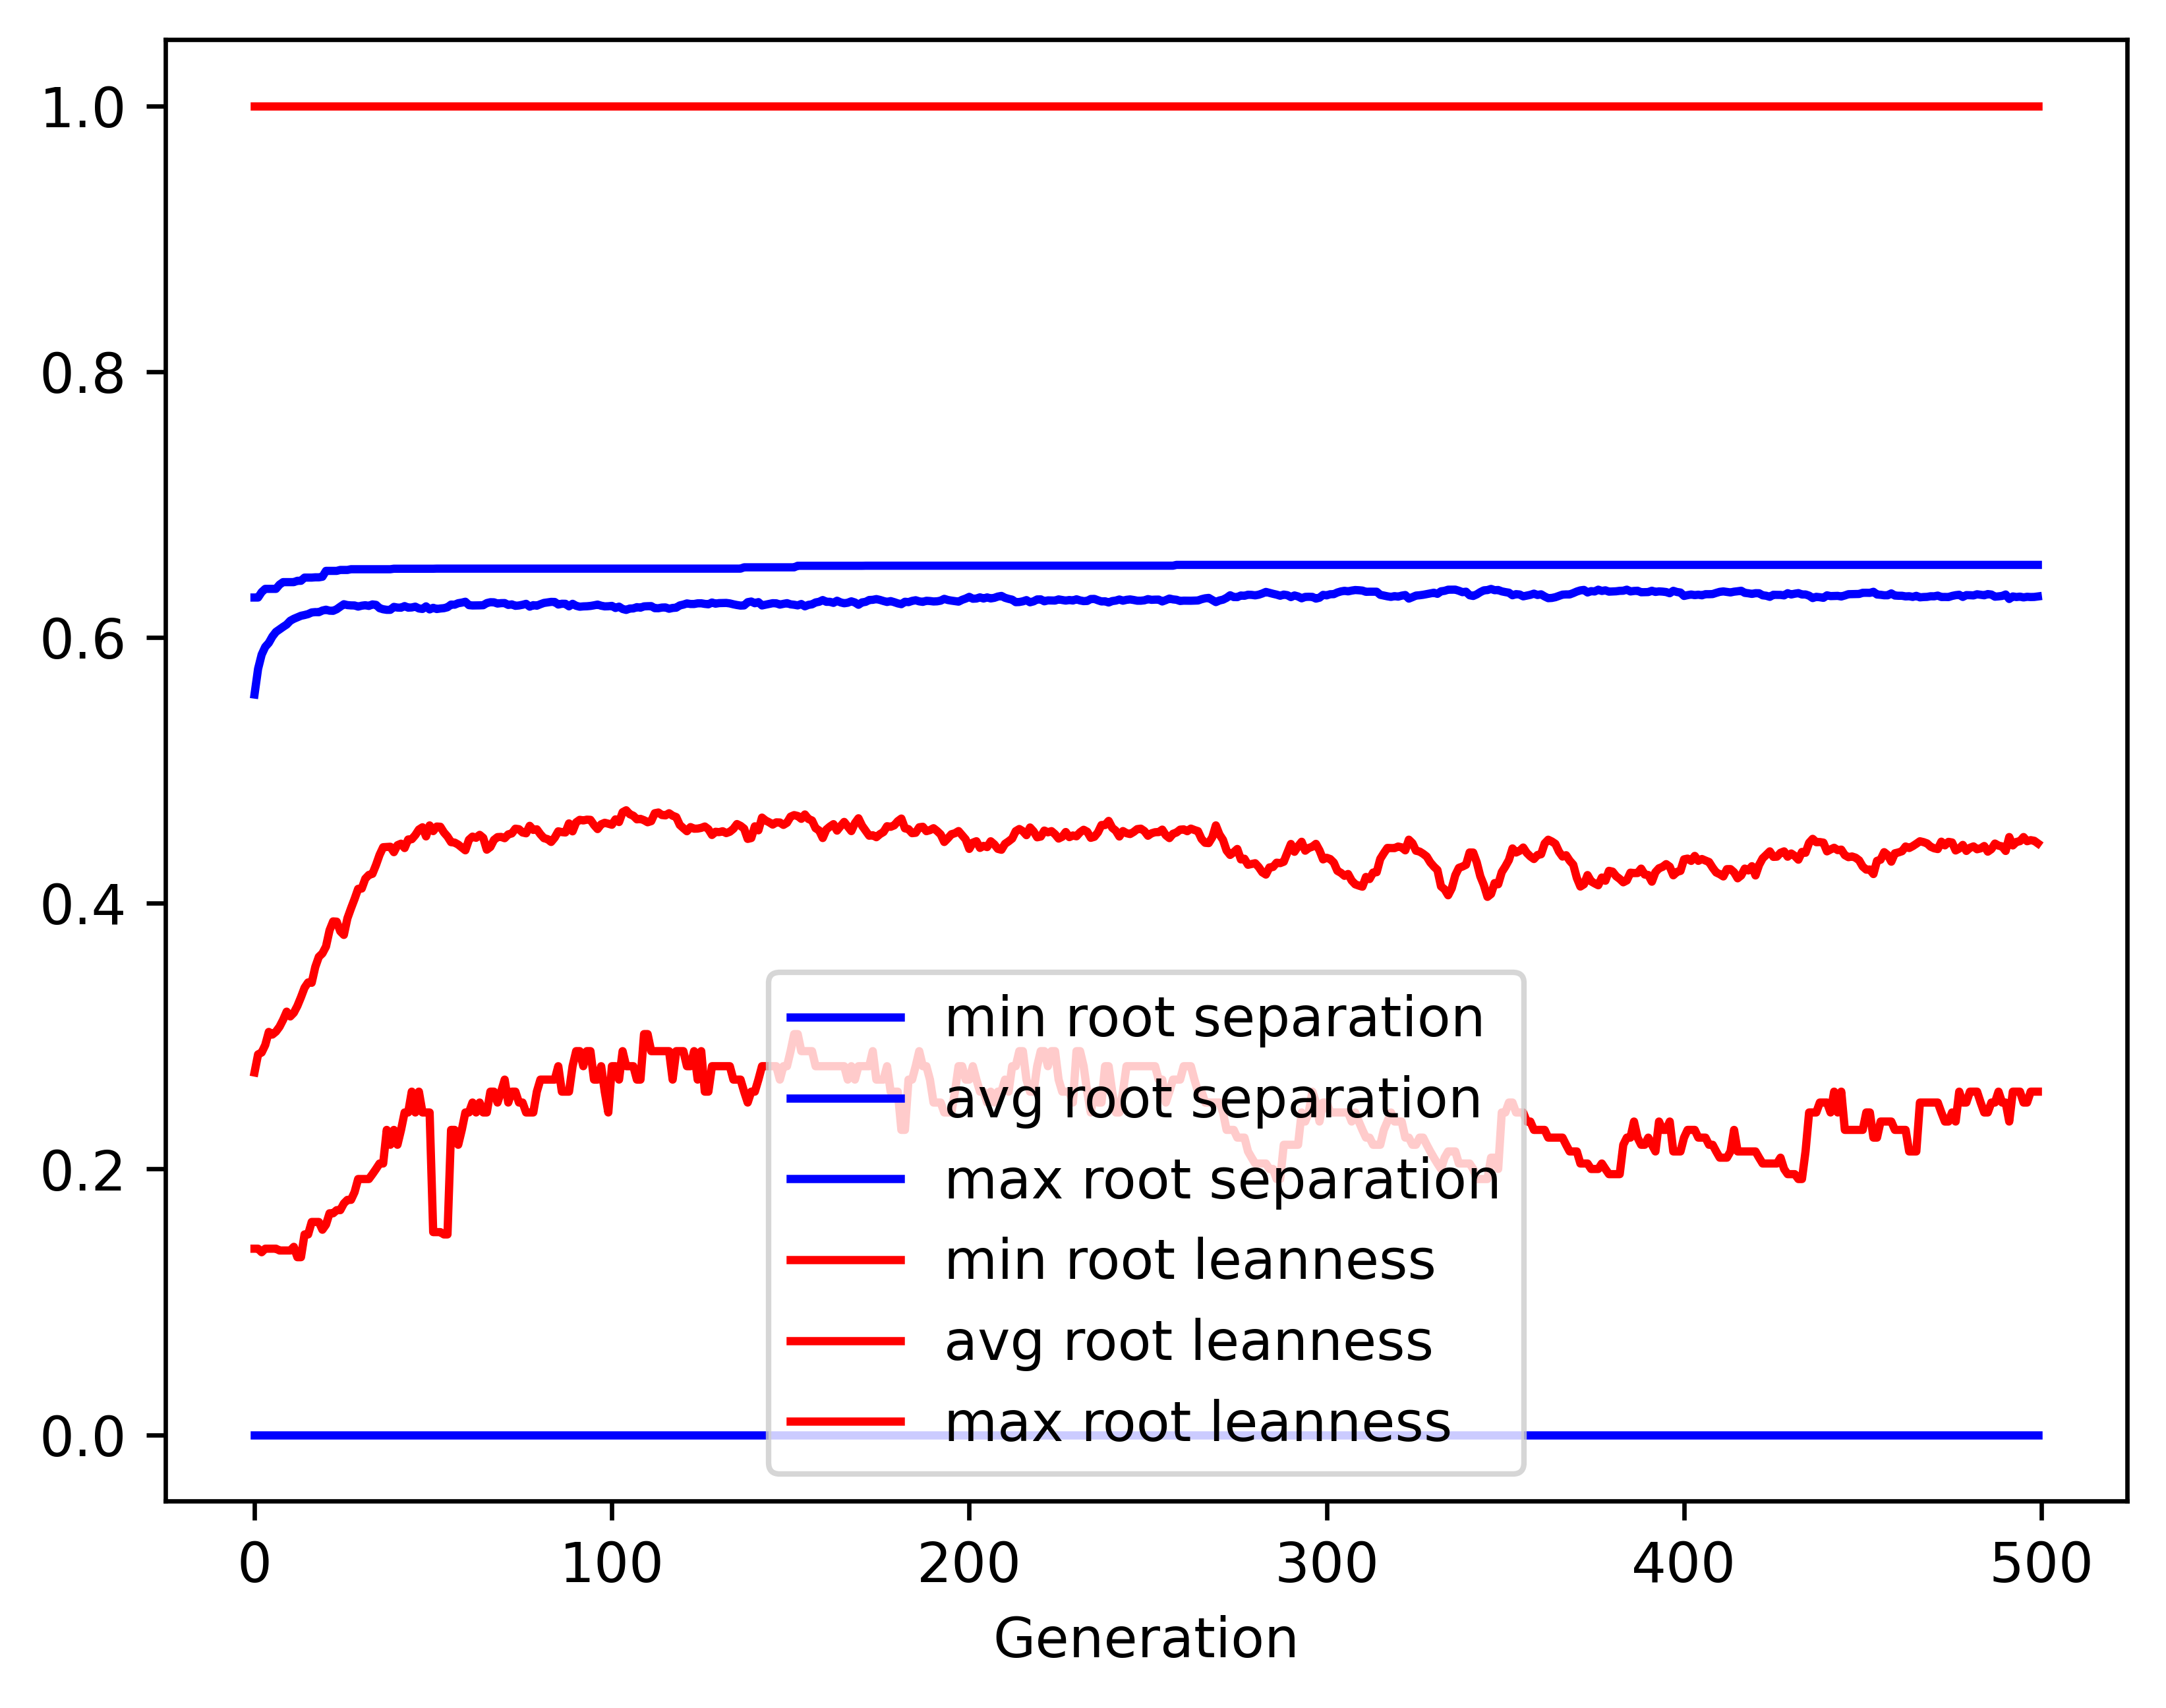 1.0
0.8
0.6
0.4
0.2
0.0
min root separation
avg root separation
max root separation
min root leanness
avg root leanness
max root leanness
0 100 200 300 400 500
Generation